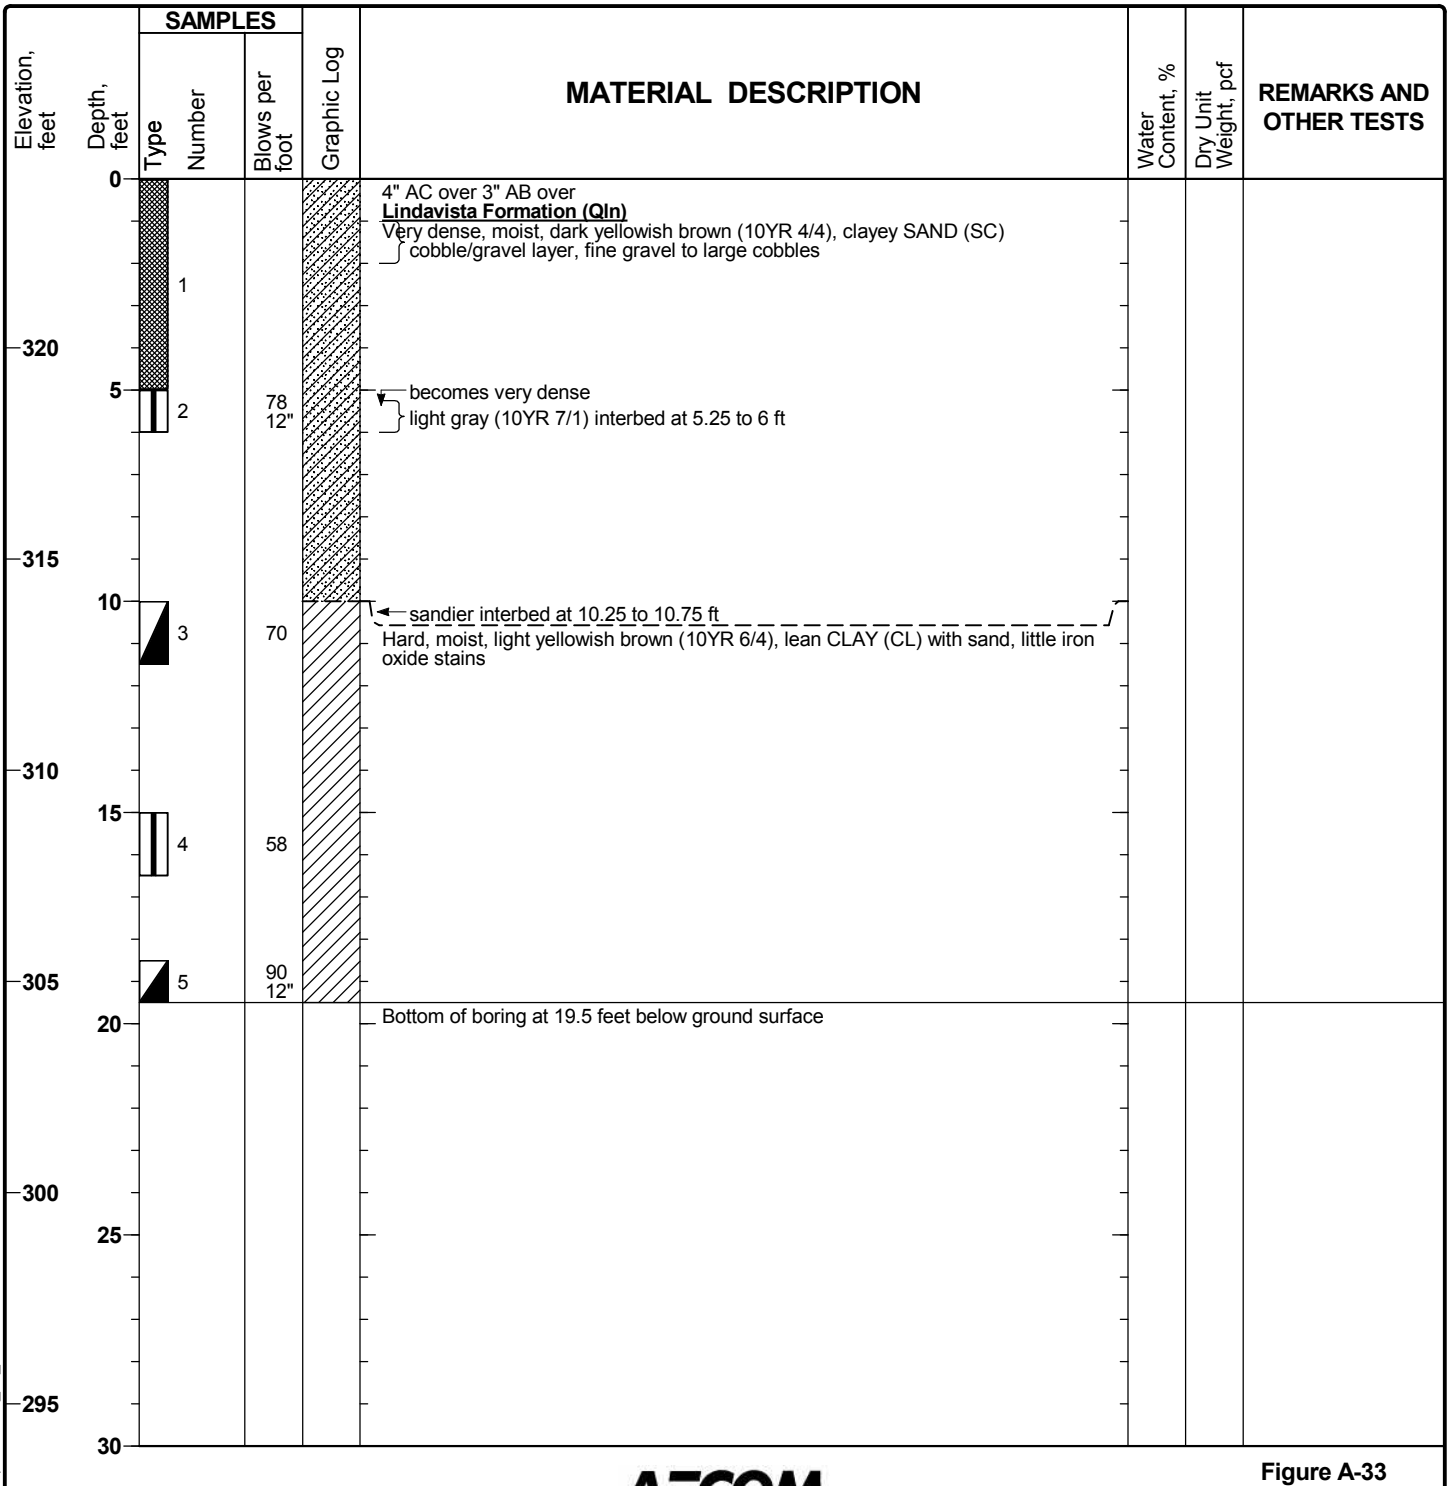 SAMPLES
Elevation,
feet
Depth,
feet
Type
Number
Blows per
foot
Graphic Log
MATERIAL DESCRIPTION
Water
Content, %
Dry Unit
Weight, pcf
REMARKS AND
OTHER TESTS
0
4" AC over 3" AB over
Lindavista Formation (Qln)
Very dense, moist, dark yellowish brown (10YR 4/4), clayey SAND (SC)
cobble/gravel layer, fine gravel to large cobbles
1
320
5
becomes very dense
2
78
12"
light gray (10YR 7/1) interbed at 5.25 to 6 ft
315
10
sandier interbed at 10.25 to 10.75 ft
3
70
Hard, moist, light yellowish brown (10YR 6/4), lean CLAY (CL) with sand, little iron
oxide stains
310
15
4
58
305
5
90
12"
20
Bottom of boring at 19.5 feet below ground surface
300
25
295
30
AECOM
Figure A-33